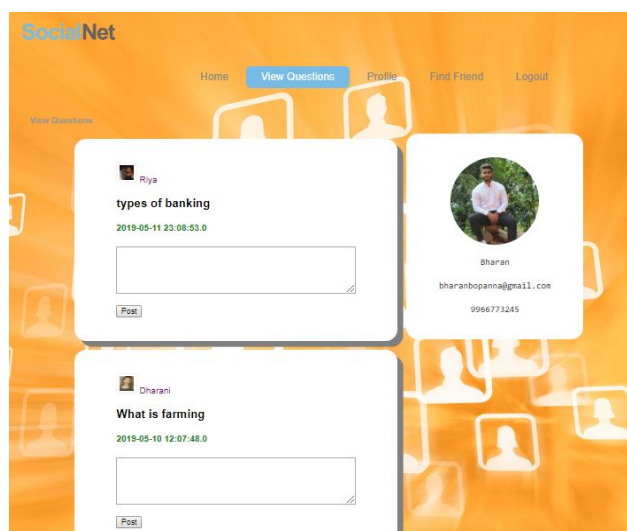 SocialNet
Home View Questions Profile Find Friend Logout
View Questions
Riya
types of banking
2019-05-11 23:08:53.0
Post
Bharan
bharanbopanna@gmail.com
9966773245
Dharani
What is farming
2019-05-10 12:07:48.0
Post